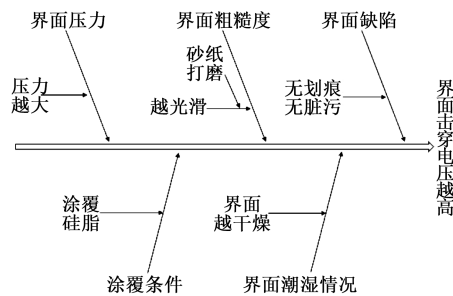 界面压力
界面粗糙度
界面缺陷
砂纸
打磨
压力
越大
越光滑
无划痕
无脏污
界面击穿电压越高
涂覆
硅脂
界面
越干燥
涂覆条件
界面潮湿情况